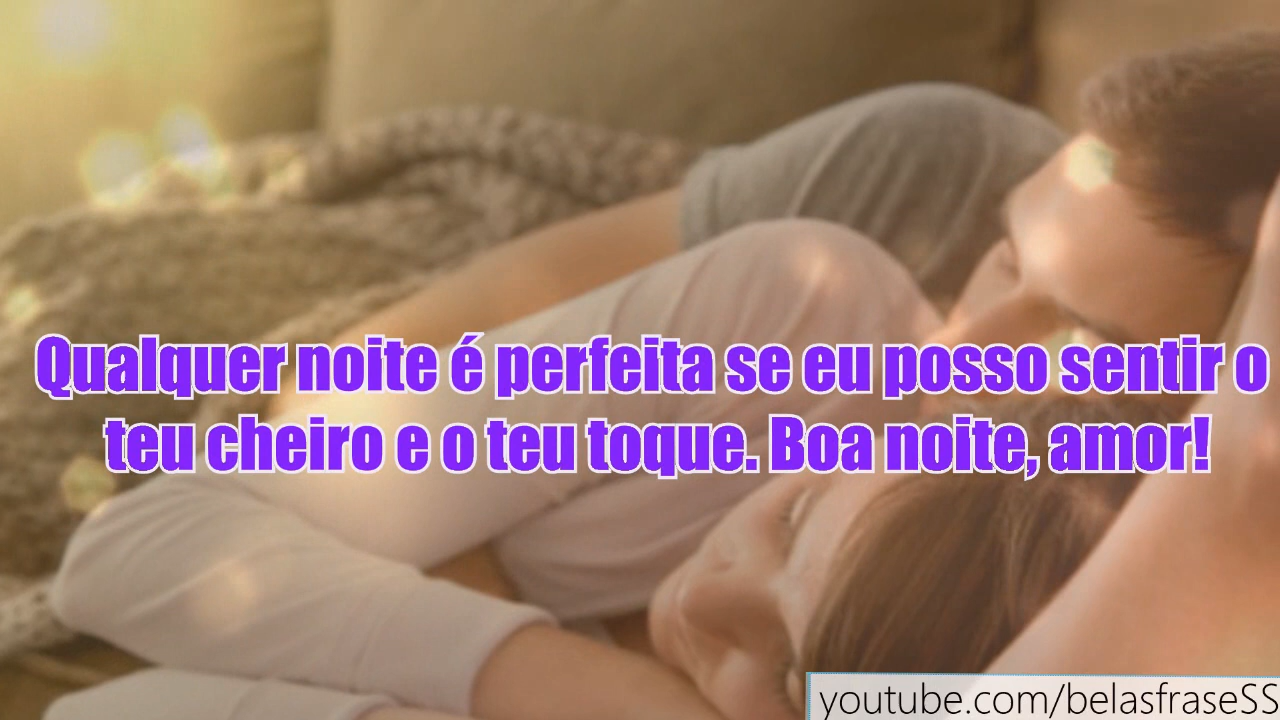 Qualquer noite é perfeita se eu posso sentir o
teu cheiro e o teu toque. Boa noite, amor!
youtube.com/belasfraseSS